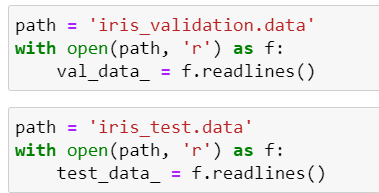 path = 'iris_validation.data'
with open(path, 'r') as f:
    val_data_ = f.readlines()
path = 'iris_test.data'
with open(path, 'r') as f:
    test_data_ = f.readlines()